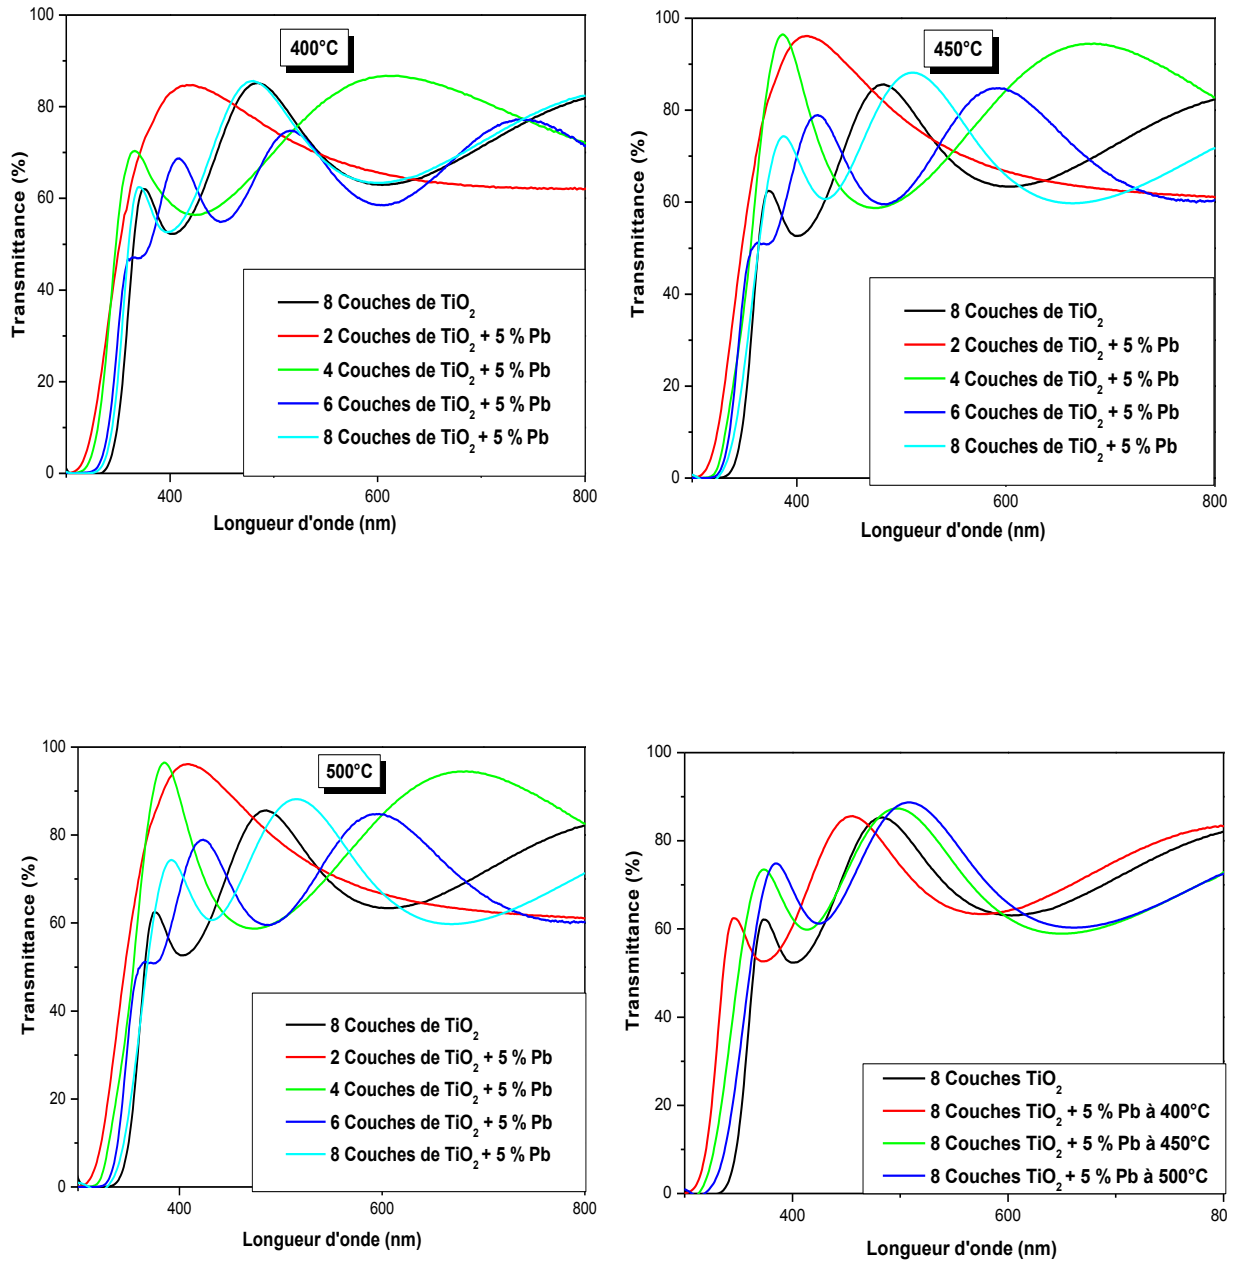 400°C
100
80
60
40
20
0
400
600
800
Transmittance (%)
Longueur d'onde (nm)
8 Couches de TiO2
2 Couches de TiO2 + 5 % Pb
4 Couches de TiO2 + 5 % Pb
6 Couches de TiO2 + 5 % Pb
8 Couches de TiO2 + 5 % Pb
450°C
100
80
60
40
20
0
400
600
800
Transmittance (%)
Longueur d'onde (nm)
8 Couches de TiO2
2 Couches de TiO2 + 5 % Pb
4 Couches de TiO2 + 5 % Pb
6 Couches de TiO2 + 5 % Pb
8 Couches de TiO2 + 5 % Pb
500°C
100
80
60
40
20
0
400
600
800
Transmittance (%)
Longueur d'onde (nm)
8 Couches de TiO2
2 Couches de TiO2 + 5 % Pb
4 Couches de TiO2 + 5 % Pb
6 Couches de TiO2 + 5 % Pb
8 Couches de TiO2 + 5 % Pb
100
80
60
40
20
0
400
600
80
Transmittance (%)
Longueur d'onde (nm)
8 Couches TiO2
8 Couches TiO2 + 5 % Pb à 400°C
8 Couches TiO2 + 5 % Pb à 450°C
8 Couches TiO2 + 5 % Pb à 500°C